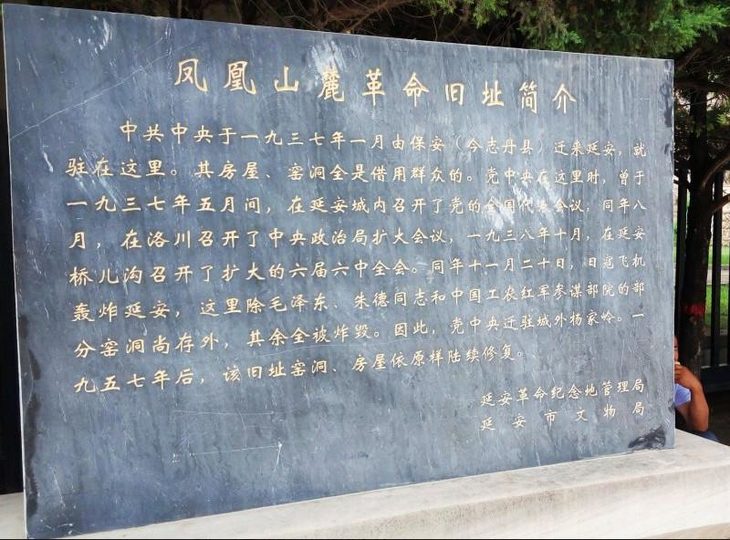 凤凰山麓革命旧址简介
中共中央于一九三七年一月由保安（今志丹县）迁来延安，就
驻在这里。其房屋、窑洞全是借用群众的。党中央在这里时，曾于
一九三七年五月间，在延安城内召开了党的全国代表会议；同年八
月，在洛川召开了中央政治局扩大会议，一九三八年十月，在延安
桥儿沟召开了扩大的六届六中全会。同年十一月二十日，日寇飞机
轰炸延安，这里除毛泽东、朱德同志和中国工农红军参谋部院的部
分窑洞尚存外，其余全被炸毁。因此，党中央迁驻城外杨家岭。一
九五七年后，该旧址窑洞、房屋依原样陆续修复。
延安革命纪念地管理局
延安市文物局